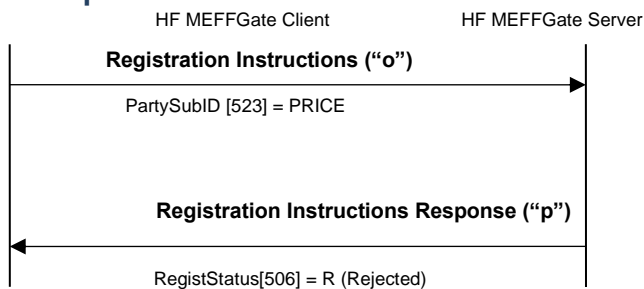 HF MEFFGate Client HF MEFFGate Server
Registration Instructions (“o”)
PartySubID [523] = PRICE
Registration Instructions Response (“p”)
RegistStatus[506] = R (Rejected)